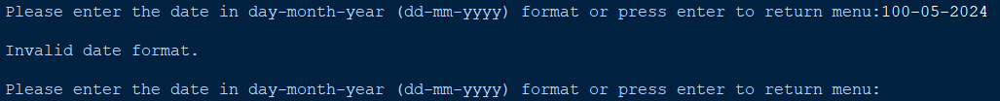 Please enter the date in day-month-year (dd-mm-yyyy) format or press enter to return menu:100-05-2024
Invalid date format.
Please enter the date in day-month-year (dd-mm-yyyy) format or press enter to return menu: